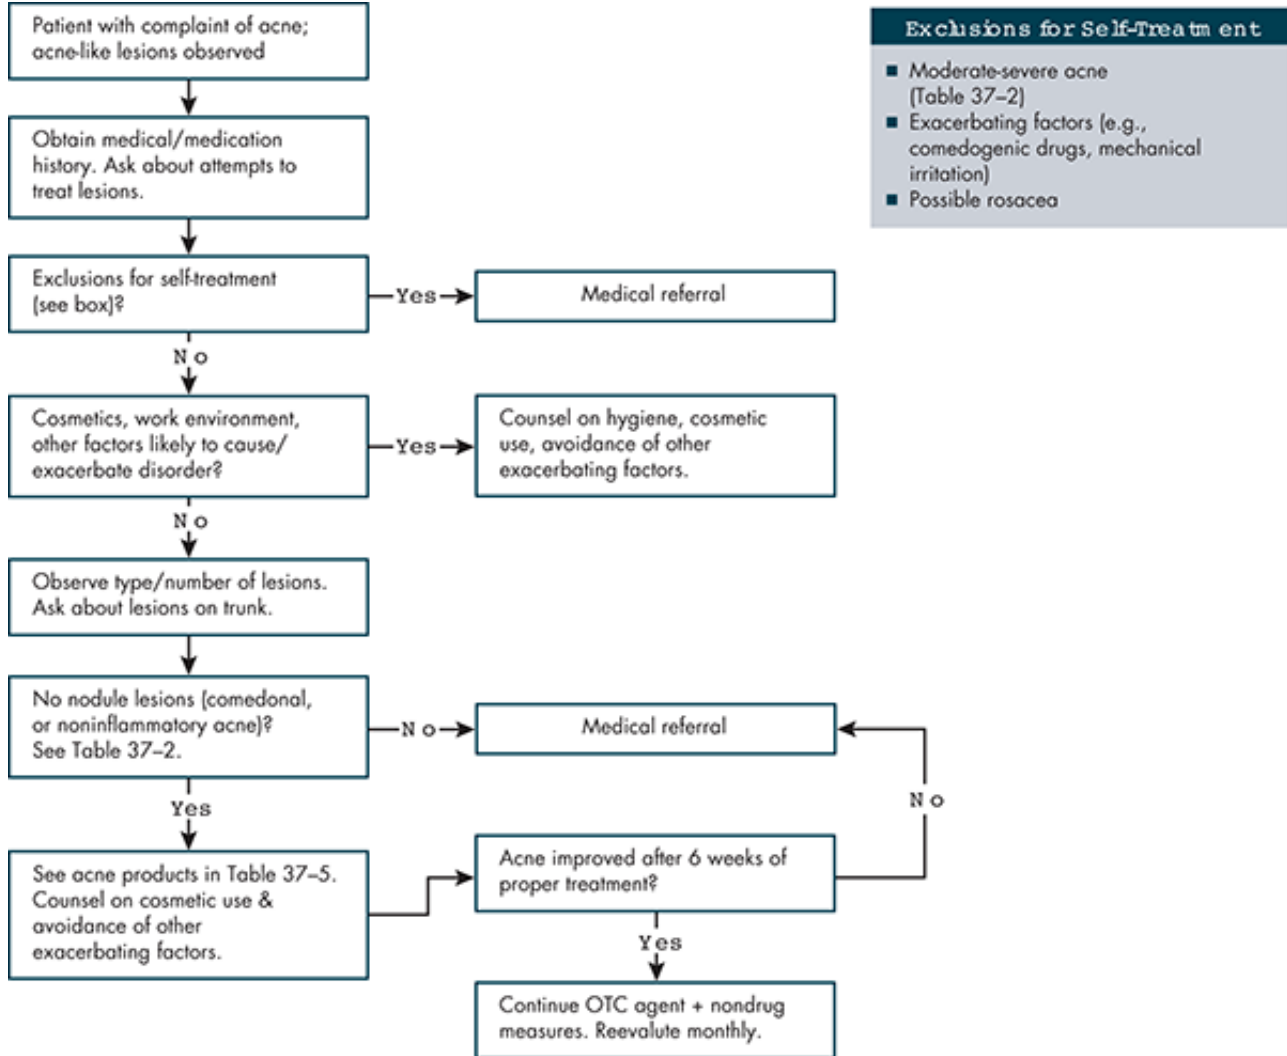 Patient with complaint of acne;
acne-like lesions observed
Exclusions for Self-Treatment
■ Moderate-severe acne
(Table 37–2)
■ Exacerbating factors (e.g.,
comedogenic drugs, mechanical
irritation)
■ Possible rosacea
Obtain medical/medication
history. Ask about attempts to
treat lesions.
Exclusions for self-treatment
(see box)?
Yes
Medical referral
No
Cosmetics, work environment,
other factors likely to cause/
exacerbate disorder?
Yes
Counsel on hygiene, cosmetic
use, avoidance of other
exacerbating factors.
No
Observe type/number of lesions.
Ask about lesions on trunk.
No nodule lesions (comedonal,
or noninflammatory acne)?
See Table 37–2.
No
Medical referral
Yes
No
See acne products in Table 37–5.
Counsel on cosmetic use &
avoidance of other
exacerbating factors.
Acne improved after 6 weeks of
proper treatment?
Yes
Continue OTC agent + nondrug
measures. Reevalute monthly.